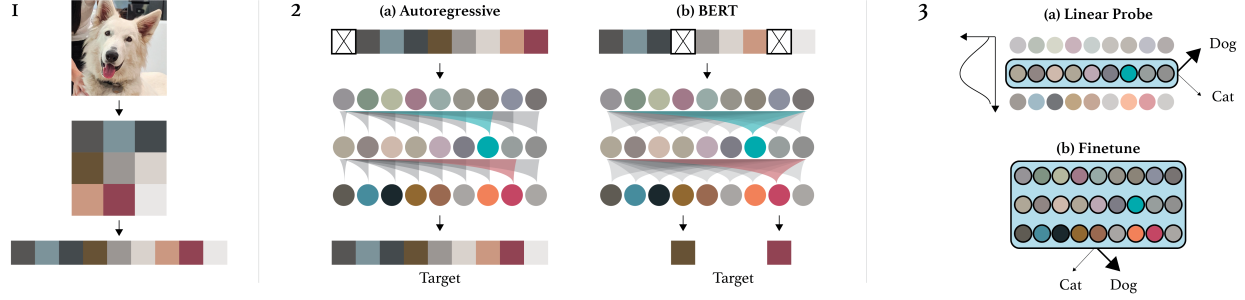 1
2
(a) Autoregressive
(b) BERT
Target
Target
3
(a) Linear Probe
Dog
Cat
(b) Finetune
Cat
Dog